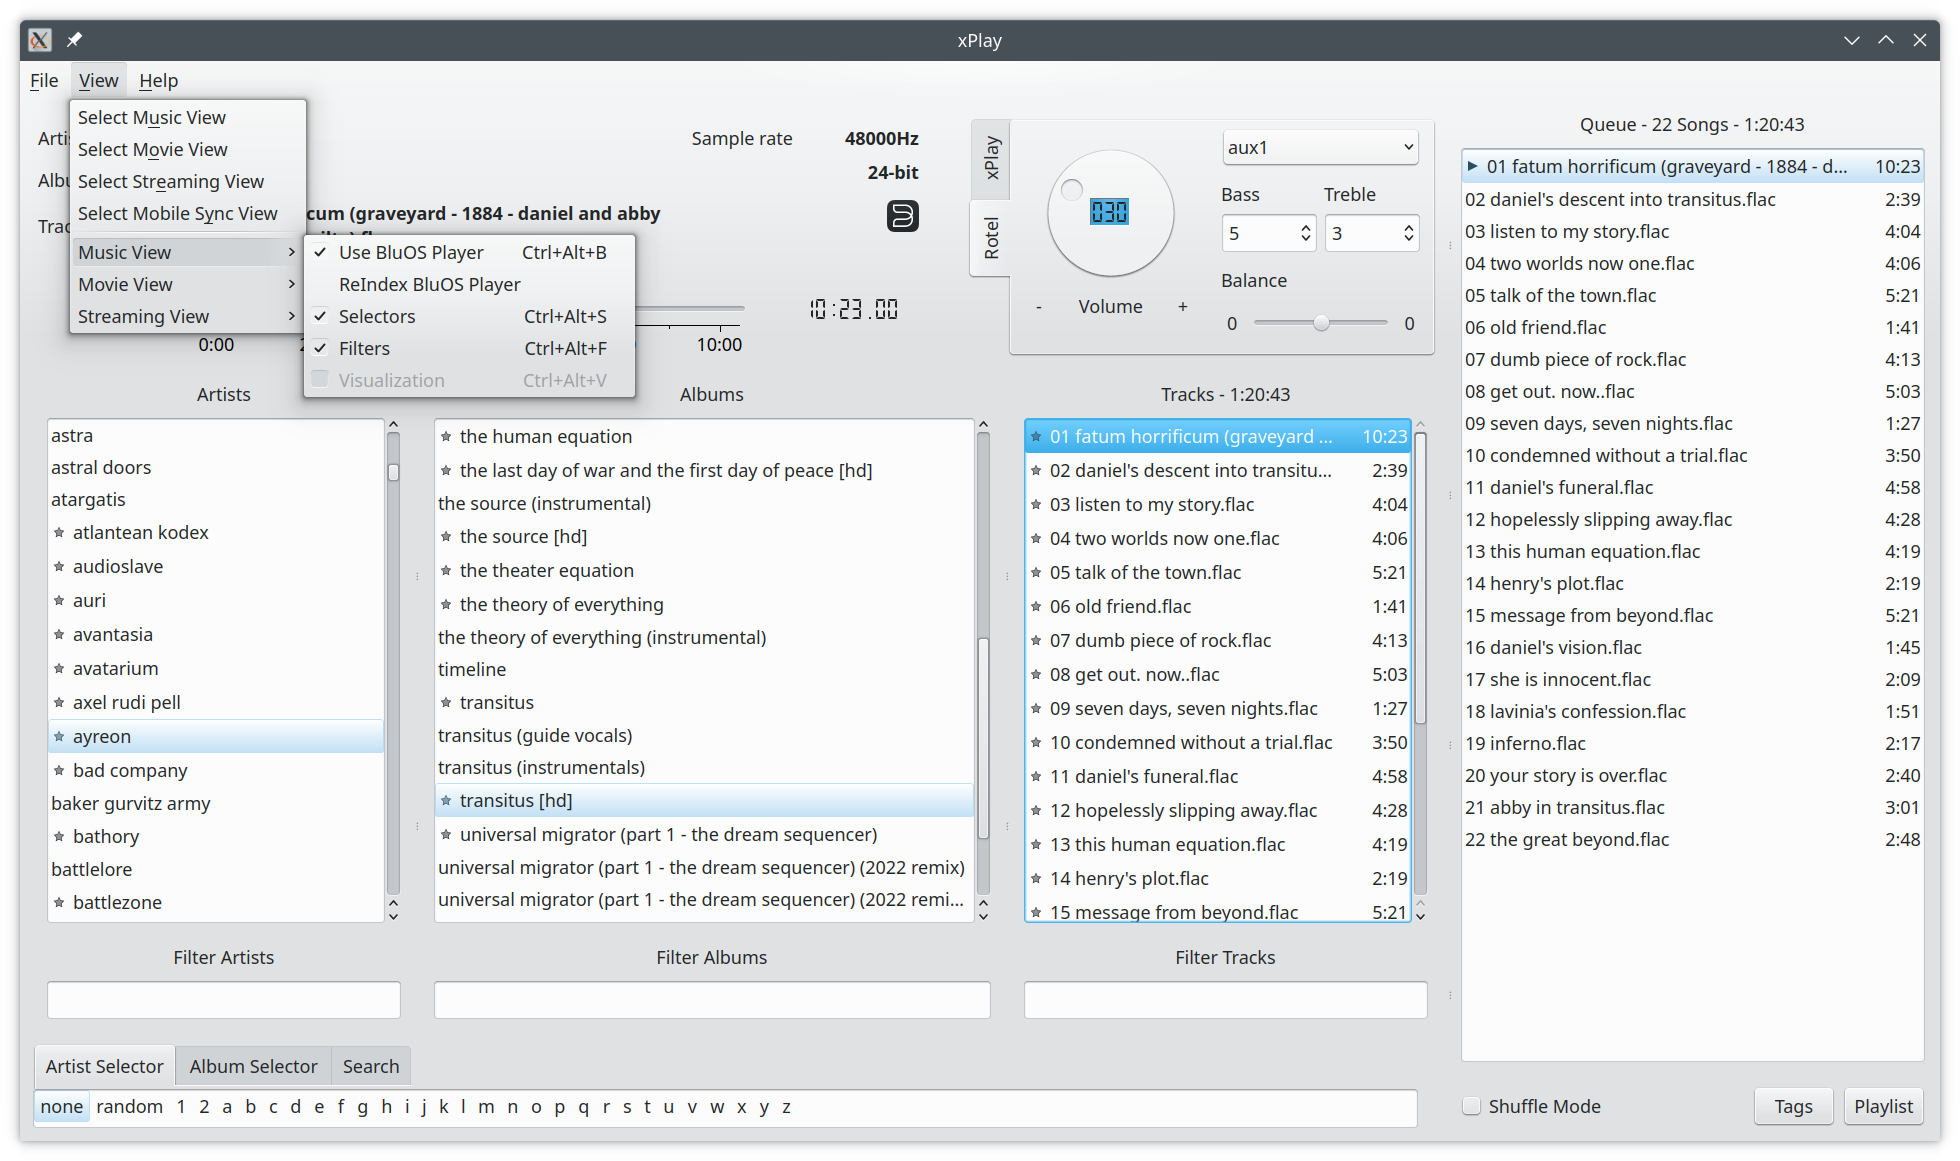 xPlay
File View Help
Select Music View
Select Movie View
Select Streaming View
Select Mobile Sync View
Music View
Movie View
Streaming View
Use BluOS Player Ctrl+Alt+B
ReIndex BluOS Player
Selectors Ctrl+Alt+S
Filters Ctrl+Alt+F
Visualization Ctrl+Alt+V
Sample rate 48000Hz
24-bit
(graveyard - 1884 - daniel and abby
10:23.00
0:00 10:00
xPlay
Rotel
030
- Volume +
aux1
Bass Treble
5 3
Balance
0 0
Artists
astra
astral doors
atargatis
atlantean kodex
audioslave
auri
avantasia
avatarium
axel rudi pell
ayreon
bad company
baker gurvitz army
bathory
battlelore
battlezone
Albums
the human equation
the last day of war and the first day of peace [hd]
the source (instrumental)
the source [hd]
the theater equation
the theory of everything
the theory of everything (instrumental)
timeline
transitus
transitus (guide vocals)
transitus (instrumentals)
transitus [hd]
universal migrator (part 1 - the dream sequencer)
universal migrator (part 1 - the dream sequencer) (2022 remix)
universal migrator (part 1 - the dream sequencer) (2022 remi...
Tracks - 1:20:43
01 fatum horrificum (graveyard ... 10:23
02 daniel's descent into transitu... 2:39
03 listen to my story.flac 4:04
04 two worlds now one.flac 4:06
05 talk of the town.flac 5:21
06 old friend.flac 1:41
07 dumb piece of rock.flac 4:13
08 get out. now..flac 5:03
09 seven days, seven nights.flac 1:27
10 condemned without a trial.flac 3:50
11 daniel's funeral.flac 4:58
12 hopelessly slipping away.flac 4:28
13 this human equation.flac 4:19
14 henry's plot.flac 2:19
15 message from beyond.flac 5:21
Queue - 22 Songs - 1:20:43
01 fatum horrificum (graveyard - 1884 - d... 10:23
02 daniel's descent into transitus.flac 2:39
03 listen to my story.flac 4:04
04 two worlds now one.flac 4:06
05 talk of the town.flac 5:21
06 old friend.flac 1:41
07 dumb piece of rock.flac 4:13
08 get out. now..flac 5:03
09 seven days, seven nights.flac 1:27
10 condemned without a trial.flac 3:50
11 daniel's funeral.flac 4:58
12 hopelessly slipping away.flac 4:28
13 this human equation.flac 4:19
14 henry's plot.flac 2:19
15 message from beyond.flac 5:21
16 daniel's vision.flac 1:45
17 she is innocent.flac 2:09
18 lavinia's confession.flac 1:51
19 inferno.flac 2:17
20 your story is over.flac 2:40
21 abby in transitus.flac 3:01
22 the great beyond.flac 2:48
Filter Artists Filter Albums Filter Tracks
Artist Selector Album Selector Search
none random 1 2 a b c d e f g h i j k l m n o p q r s t u v w x y z
Shuffle Mode Tags Playlist